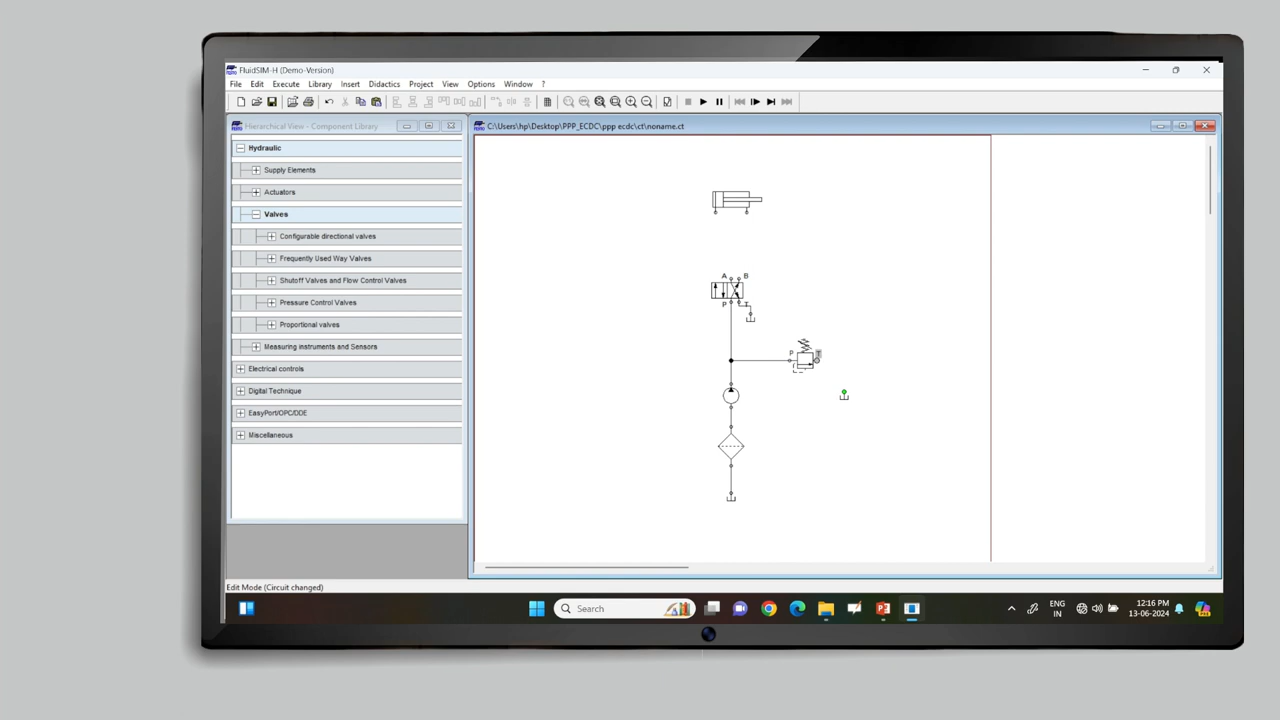 FluidSIM-H (Demo-Version)
File Edit Execute Library Insert Didactics Project View Options Window ?
Hierarchical View - Component Library
C:\Users\hp\Desktop\PPP_ECDC\ppp ecdc\ct\noname.ct
Hydraulic
Supply Elements
Actuators
Valves
Configurable directional valves
Frequently Used Way Valves
Shutoff Valves and Flow Control Valves
Pressure Control Valves
Proportional valves
Measuring instruments and Sensors
Electrical controls
Digital Technique
EasyPort/OPC/DDE
Miscellaneous
A B
P T
P T
Edit Mode (Circuit changed)
Search
ENG
IN
12:16 PM
13-06-2024